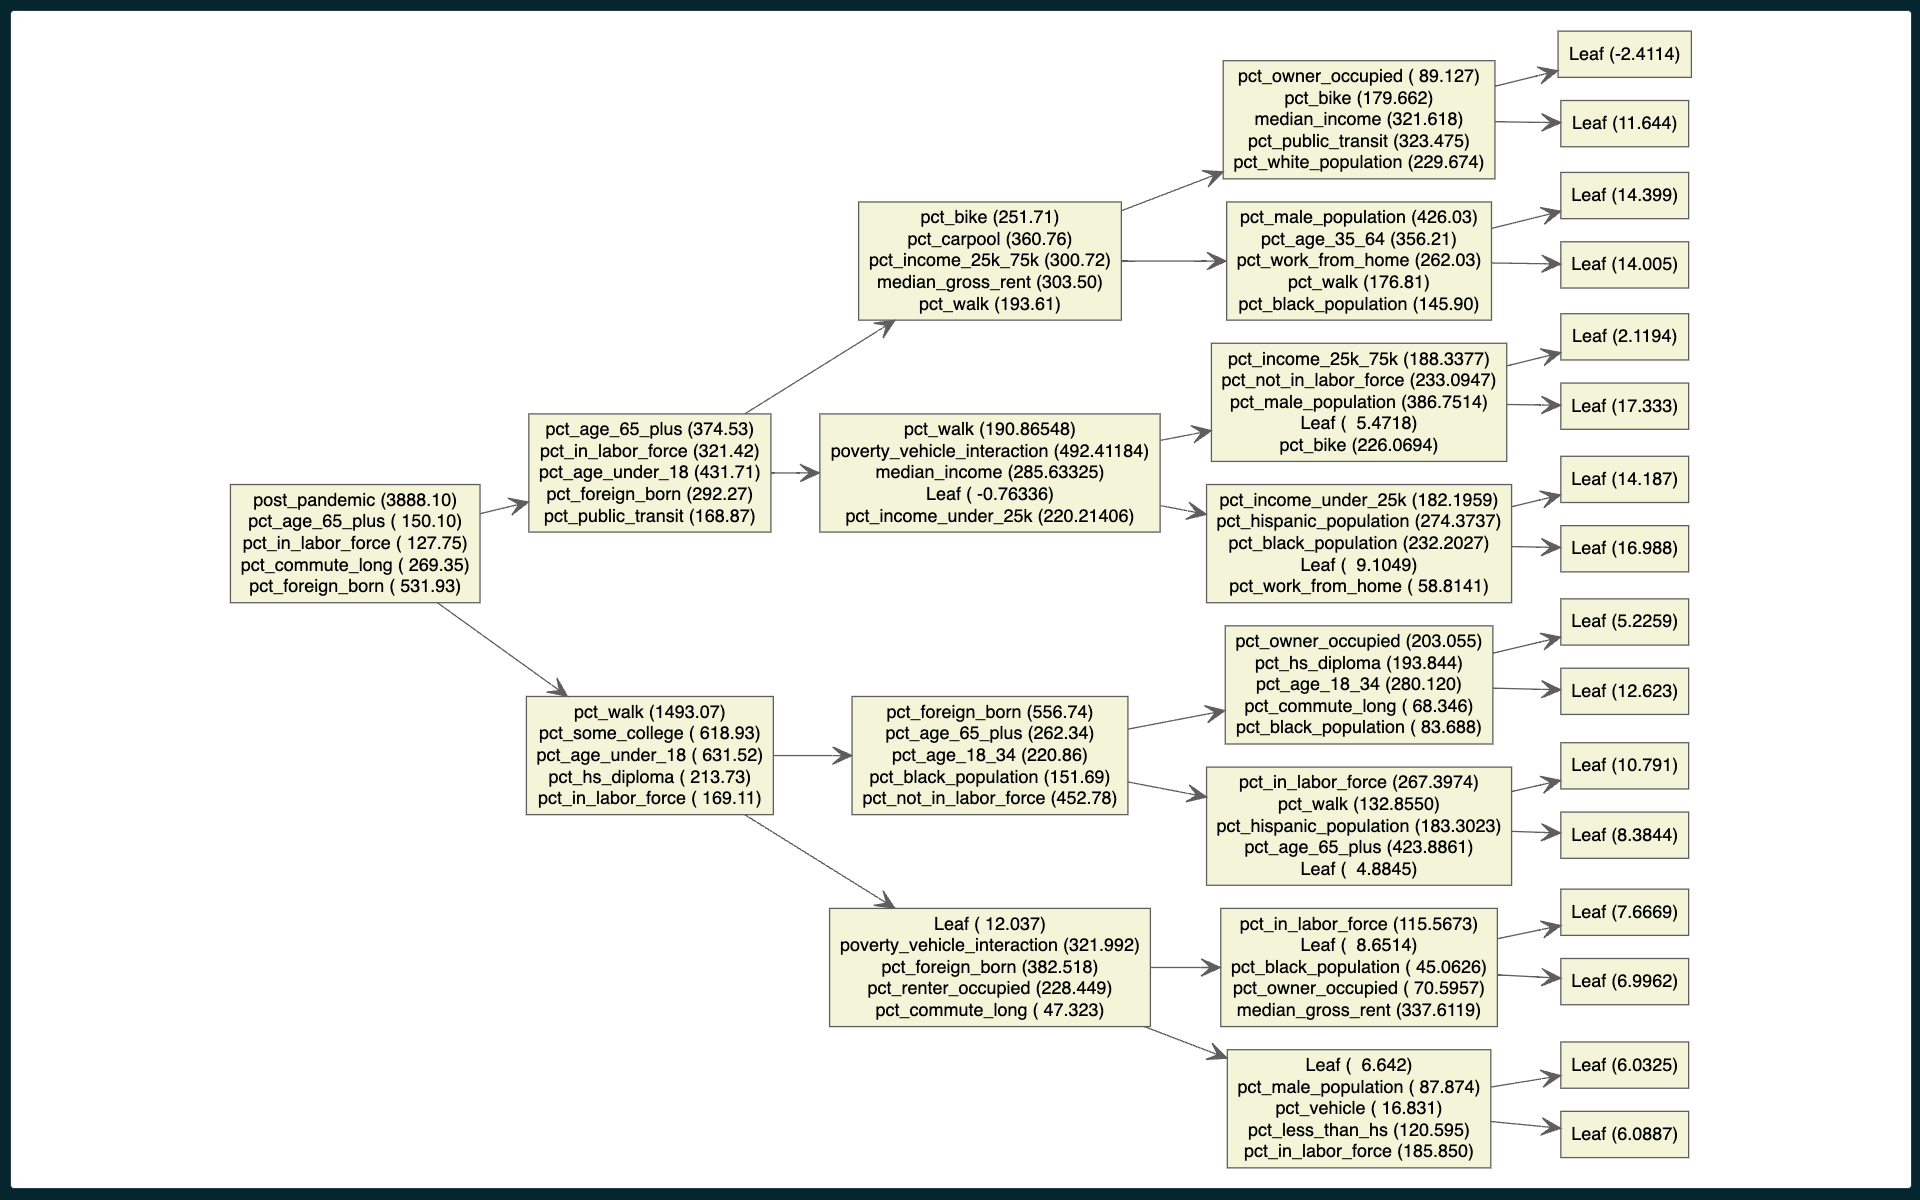 post_pandemic (3888.10)
pct_age_65_plus ( 150.10)
pct_in_labor_force ( 127.75)
pct_commute_long ( 269.35)
pct_foreign_born ( 531.93)
pct_age_65_plus (374.53)
pct_in_labor_force (321.42)
pct_age_under_18 (431.71)
pct_foreign_born (292.27)
pct_public_transit (168.87)
pct_walk (1493.07)
pct_some_college ( 618.93)
pct_age_under_18 ( 631.52)
pct_hs_diploma ( 213.73)
pct_in_labor_force ( 169.11)
pct_bike (251.71)
pct_carpool (360.76)
pct_income_25k_75k (300.72)
median_gross_rent (303.50)
pct_walk (193.61)
pct_walk (190.86548)
poverty_vehicle_interaction (492.41184)
median_income (285.63325)
Leaf ( -0.76336)
pct_income_under_25k (220.21406)
pct_foreign_born (556.74)
pct_age_65_plus (262.34)
pct_age_18_34 (220.86)
pct_black_population (151.69)
pct_not_in_labor_force (452.78)
Leaf ( 12.037)
poverty_vehicle_interaction (321.992)
pct_foreign_born (382.518)
pct_renter_occupied (228.449)
pct_commute_long ( 47.323)
pct_owner_occupied ( 89.127)
pct_bike (179.662)
median_income (321.618)
pct_public_transit (323.475)
pct_white_population (229.674)
pct_male_population (426.03)
pct_age_35_64 (356.21)
pct_work_from_home (262.03)
pct_walk (176.81)
pct_black_population (145.90)
pct_income_25k_75k (188.3377)
pct_not_in_labor_force (233.0947)
pct_male_population (386.7514)
Leaf (  5.4718)
pct_bike (226.0694)
pct_income_under_25k (182.1959)
pct_hispanic_population (274.3737)
pct_black_population (232.2027)
Leaf (  9.1049)
pct_work_from_home ( 58.8141)
pct_owner_occupied (203.055)
pct_hs_diploma (193.844)
pct_age_18_34 (280.120)
pct_commute_long ( 68.346)
pct_black_population ( 83.688)
pct_in_labor_force (267.3974)
pct_walk (132.8550)
pct_hispanic_population (183.3023)
pct_age_65_plus (423.8861)
Leaf (  4.8845)
pct_in_labor_force (115.5673)
Leaf (  8.6514)
pct_black_population ( 45.0626)
pct_owner_occupied ( 70.5957)
median_gross_rent (337.6119)
Leaf (  6.642)
pct_male_population ( 87.874)
pct_vehicle ( 16.831)
pct_less_than_hs (120.595)
pct_in_labor_force (185.850)
Leaf (-2.4114)
Leaf (11.644)
Leaf (14.399)
Leaf (14.005)
Leaf (2.1194)
Leaf (17.333)
Leaf (14.187)
Leaf (16.988)
Leaf (5.2259)
Leaf (12.623)
Leaf (10.791)
Leaf (8.3844)
Leaf (7.6669)
Leaf (6.9962)
Leaf (6.0325)
Leaf (6.0887)